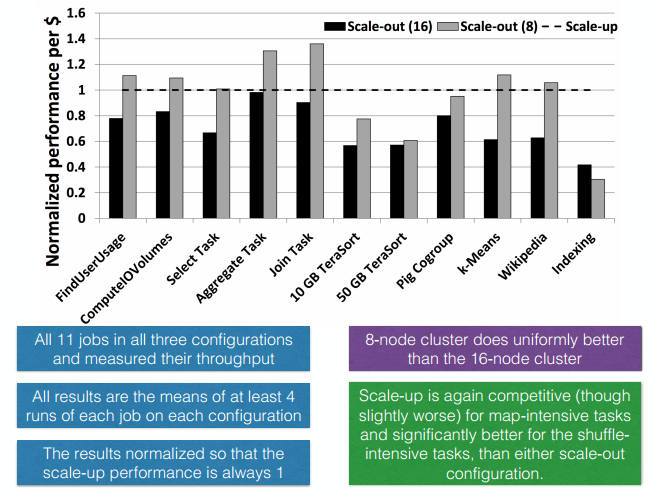 Scale-out (16) Scale-out (8) Scale-up
Normalized performance per $
1.6
1.4
1.2
1
0.8
0.6
0.4
0.2
0
FindUserUsage
ComputeIOVolumes
Select Task
Aggregate Task
Join Task
10 GB TeraSort
50 GB TeraSort
Pig Cogroup
k-Means
Wikipedia
Indexing
All 11 jobs in all three configurations
and measured their throughput
All results are the means of at least 4
runs of each job on each configuration
The results normalized so that the
scale-up performance is always 1
8-node cluster does uniformly better
than the 16-node cluster
Scale-up is again competitive (though
slightly worse) for map-intensive tasks
and significantly better for the shuffle-
intensive tasks, than either scale-out
configuration.